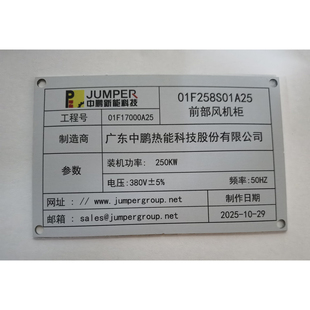 JUMPER
中鹏新能科技
01F258S01A25
前部风机柜
工程号 01F17000A25
制造商 广东中鹏热能科技股份有限公司
参数
装机功率: 250KW
电压:380V±5% 频率:50HZ
网址 : // www.jumpergroup.net
制作日期
邮箱 : sales@jumpergroup.net
2025-10-29